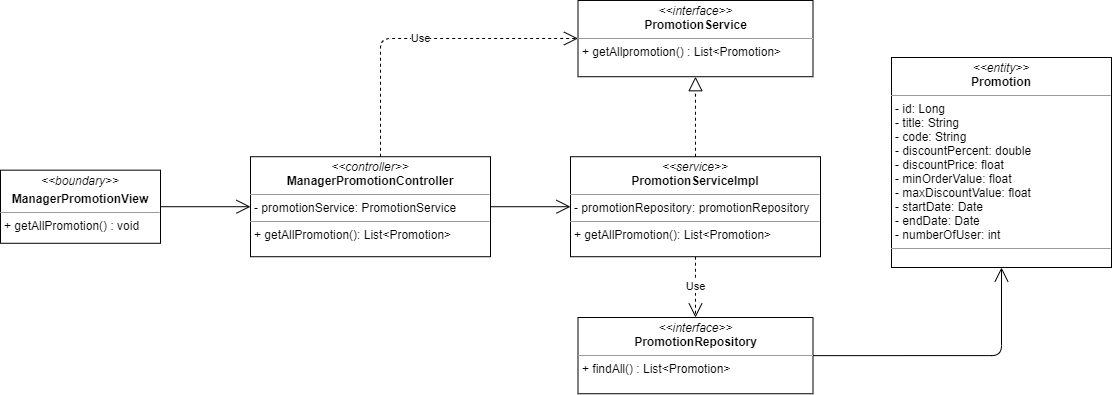 <<interface>>
PromotionService
+ getAllpromotion() : List<Promotion>
Use
<<entity>>
Promotion
- id: Long
- title: String
- code: String
- discountPercent: double
- discountPrice: float
- minOrderValue: float
- maxDiscountValue: float
- startDate: Date
- endDate: Date
- numberOfUser: int
<<boundary>>
ManagerPromotionView
+ getAllPromotion() : void
<<controller>>
ManagerPromotionController
- promotionService: PromotionService
+ getAllPromotion(): List<Promotion>
<<service>>
PromotionServiceImpl
- promotionRepository: promotionRepository
+ getAllPromotion(): List<Promotion>
Use
<<interface>>
PromotionRepository
+ findAll() : List<Promotion>